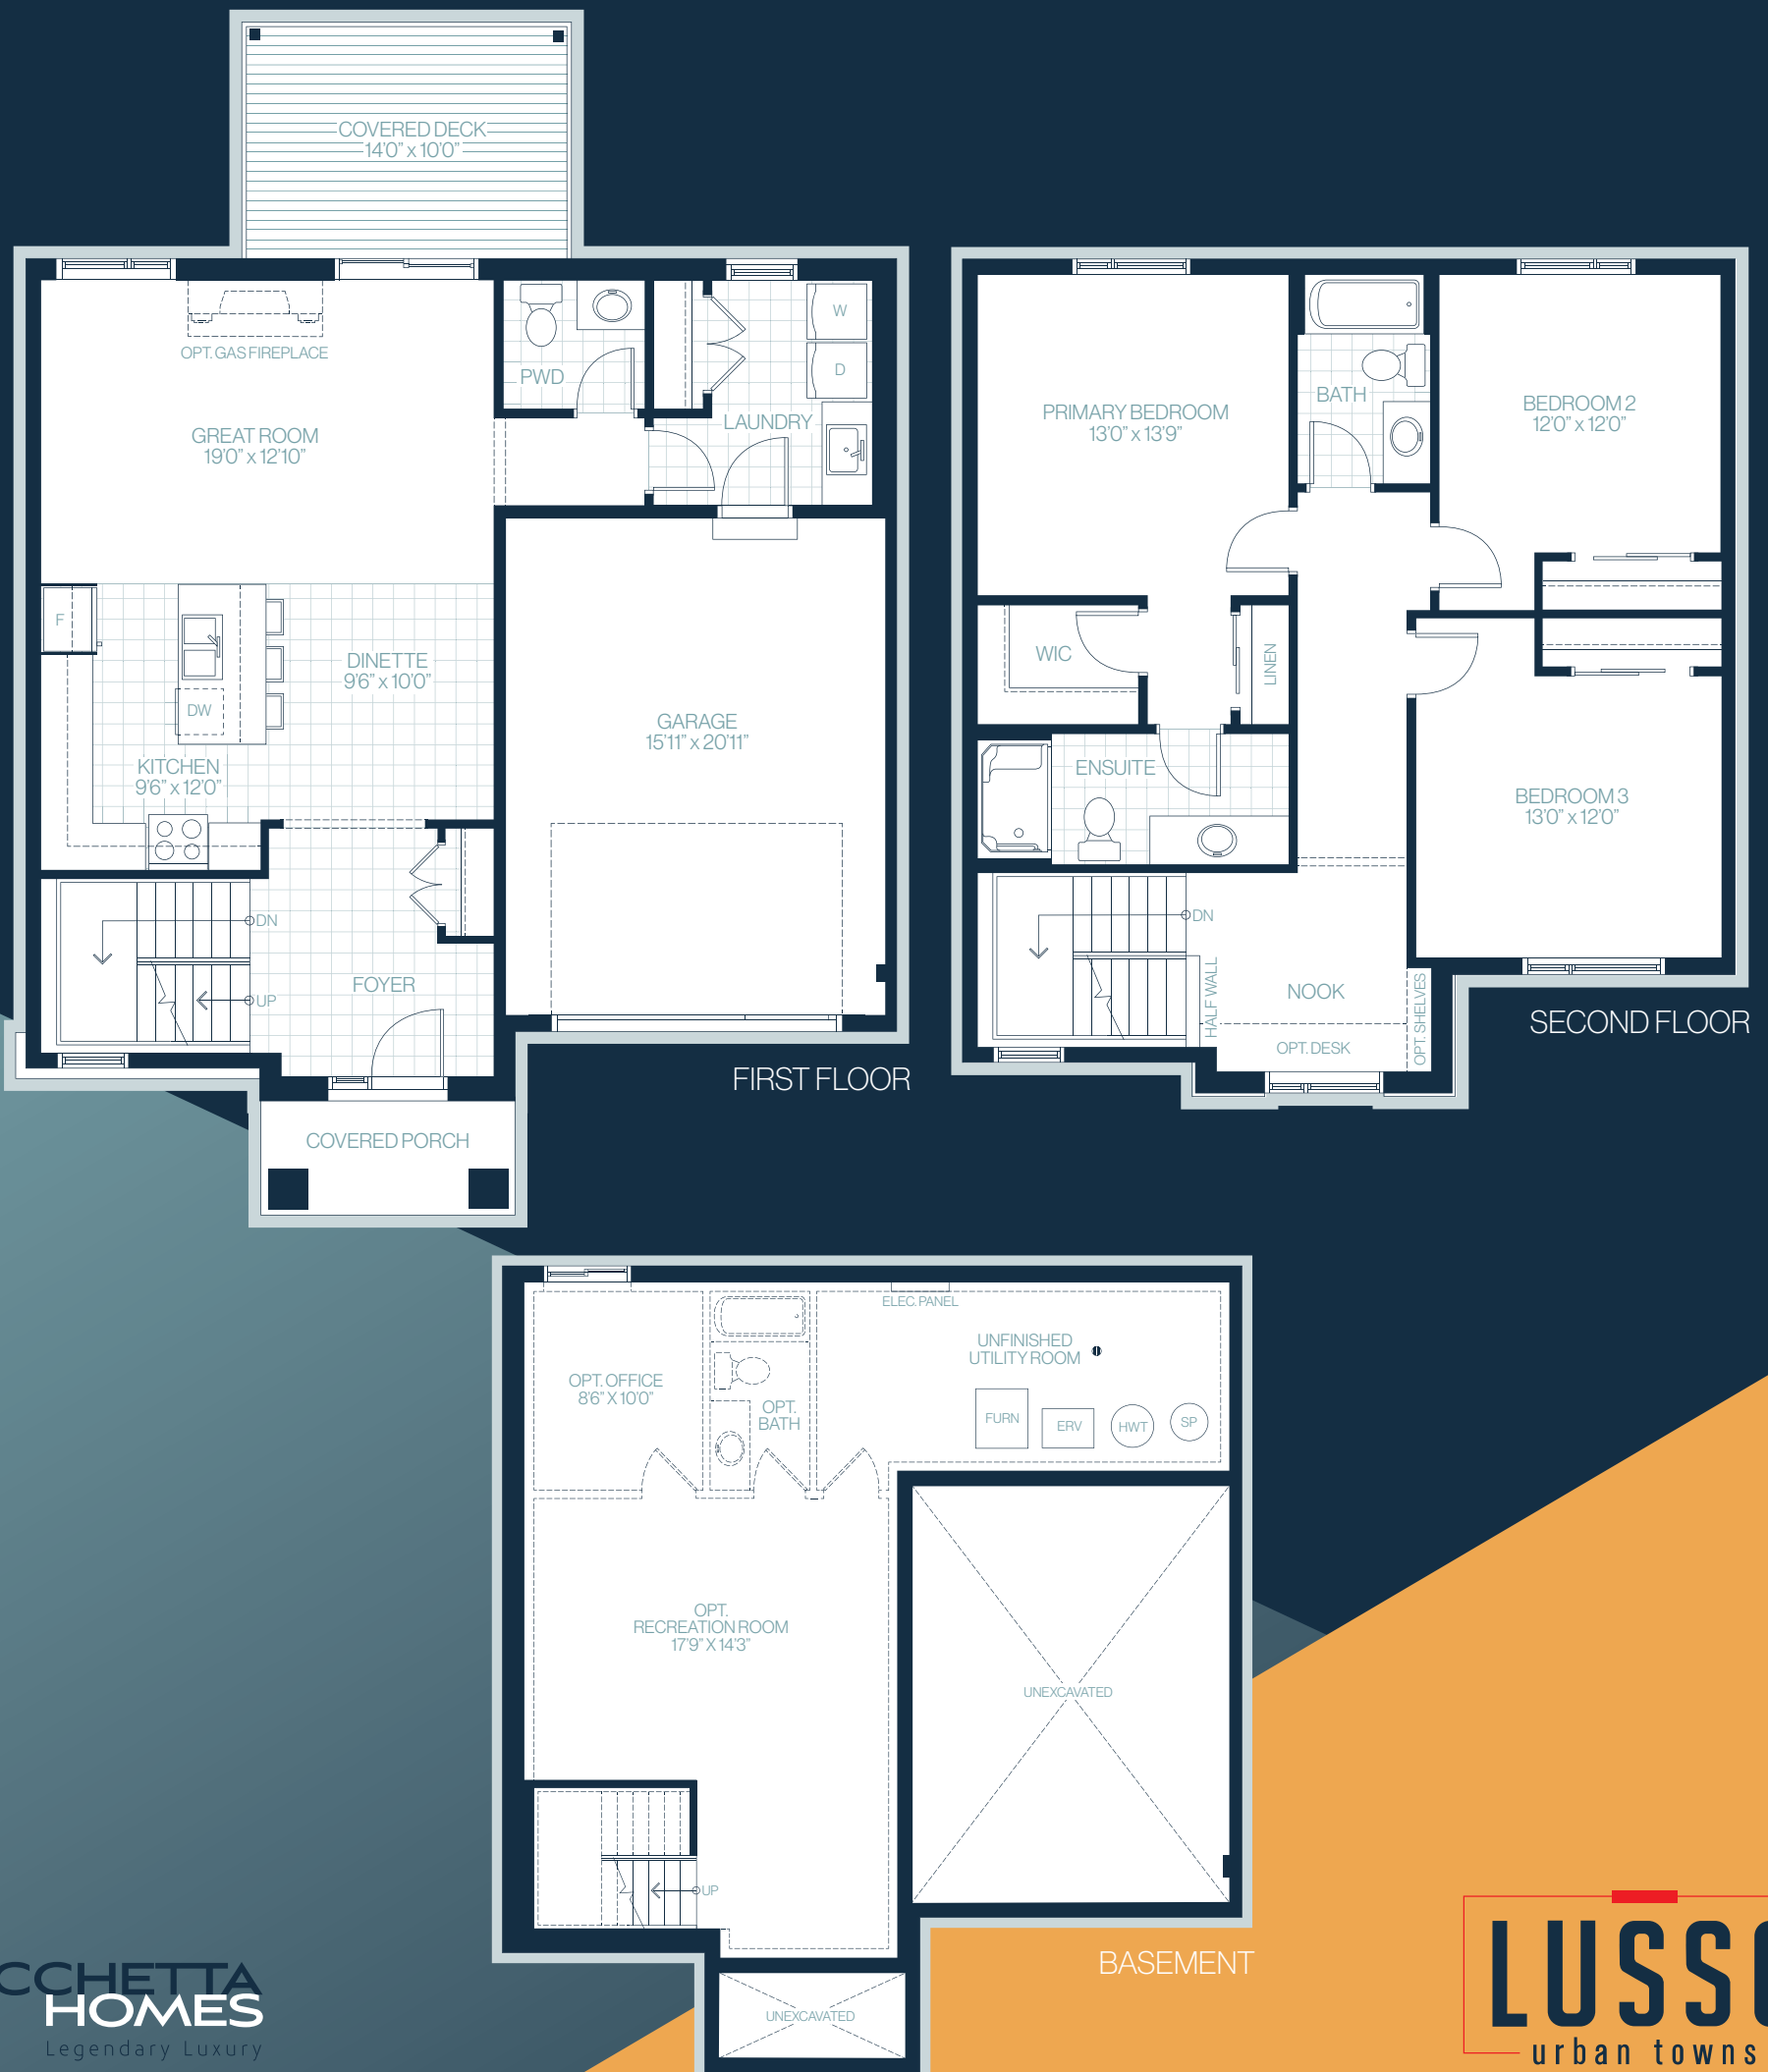 COVERED DECK
14'0" x 10'0"
OPT. GAS FIREPLACE
GREAT ROOM
19'0" x 12'10"
PWD
W
D
LAUNDRY
F
DINETTE
9'6" x 10'0"
DW
KITCHEN
9'6" x 12'0"
GARAGE
15'11" x 20'11"
DN
UP
FOYER
COVERED PORCH
FIRST FLOOR
PRIMARY BEDROOM
13'0" x 13'9"
BATH
BEDROOM 2
12'0" x 12'0"
WIC
LINEN
ENSUITE
BEDROOM 3
13'0" x 12'0"
DN
HALF WALL
NOOK
OPT. DESK
OPT. SHELVES
SECOND FLOOR
ELEC. PANEL
UNFINISHED
UTILITY ROOM
OPT. OFFICE
8'6" X 10'0"
OPT.
BATH
FURN
ERV
HWT
SP
OPT.
RECREATION ROOM
17'9" X 14'3"
UNEXCAVATED
UP
BASEMENT
UNEXCAVATED
CCHETTA
HOMES
Legendary Luxury
LUSSO
urban towns